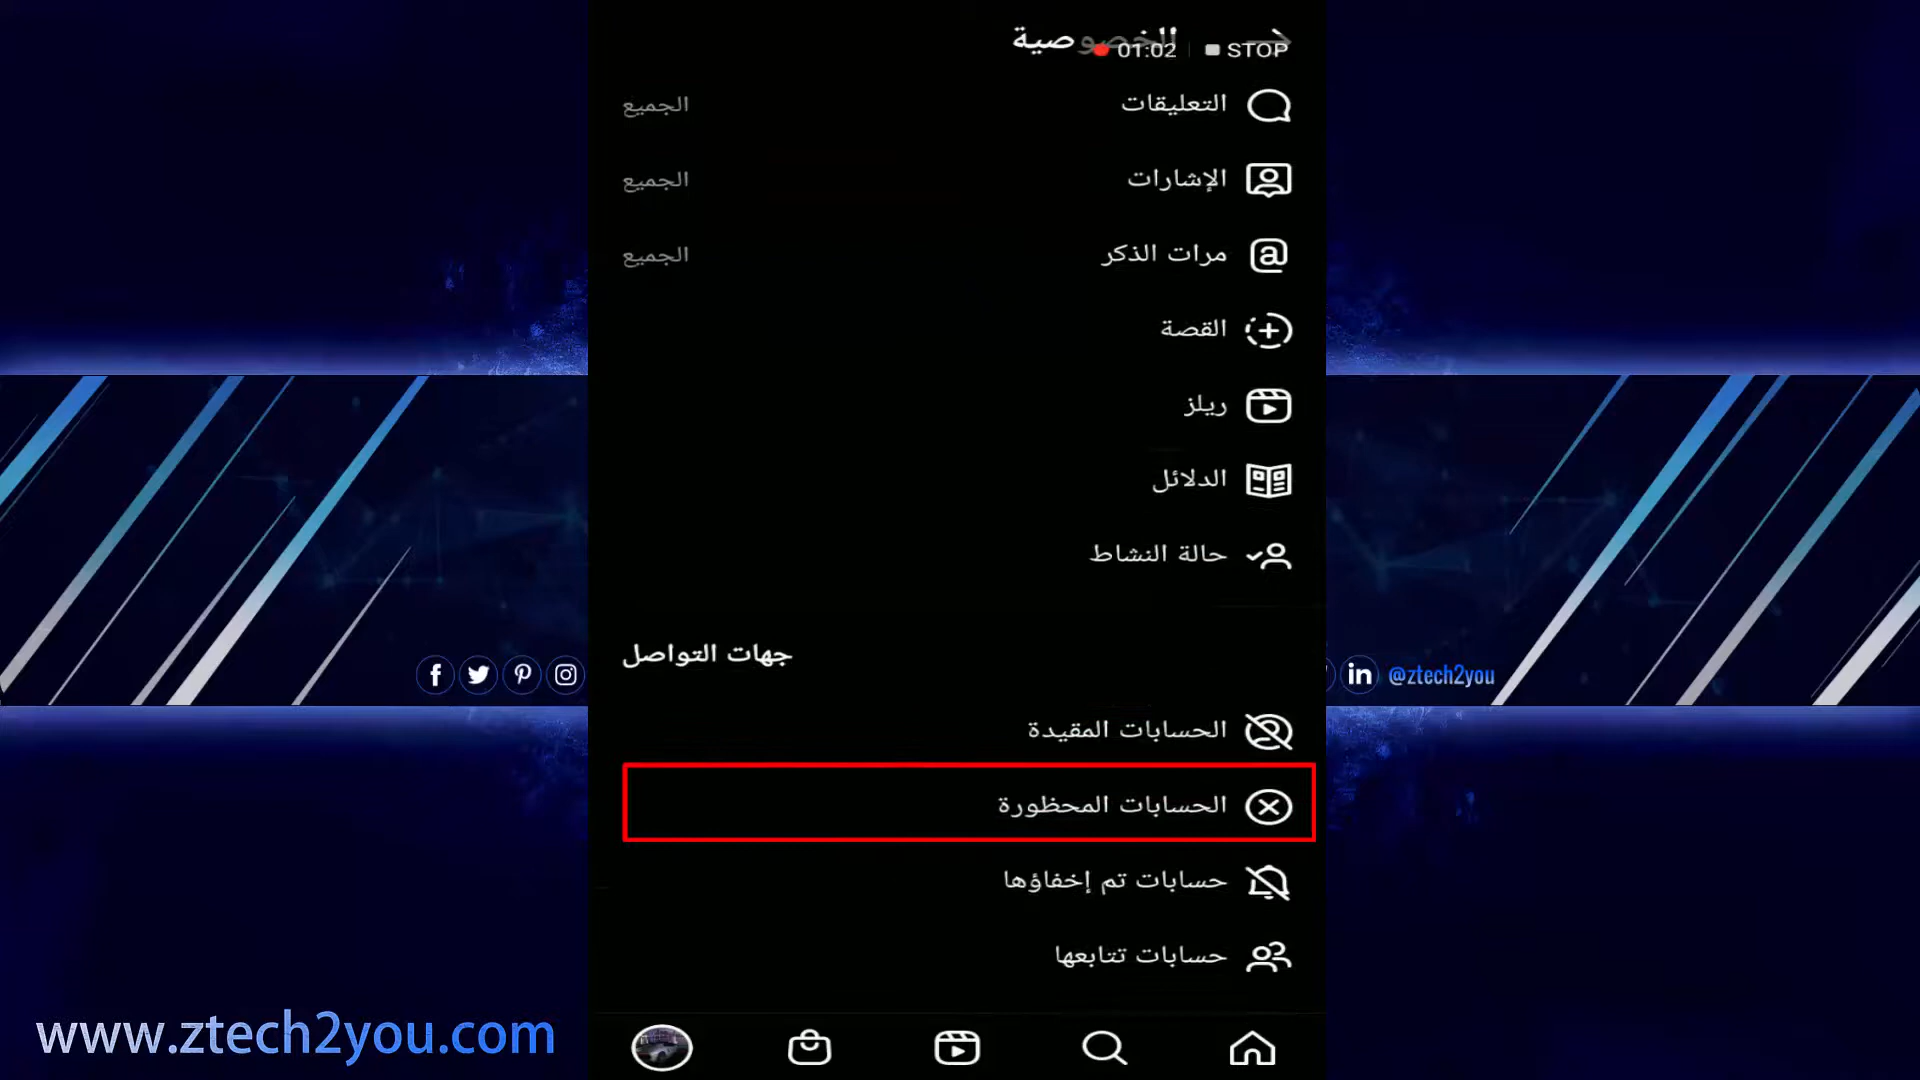 الخصوصية
01:02 STOP
التعليقات الجميع
الإشارات الجميع
مرات الذكر الجميع
القصة
ريلز
الدلائل
حالة النشاط
جهات التواصل
@ztech2you
الحسابات المقيدة
الحسابات المحظورة
حسابات تم إخفاؤها
حسابات تتابعها
www.ztech2you.com